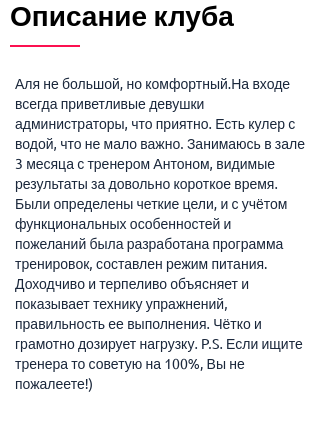 Описание клуба
Аля не большой, но комфортный.На входе
всегда приветливые девушки
администраторы, что приятно. Есть кулер с
водой, что не мало важно. Занимаюсь в зале
3 месяца с тренером Антоном, видимые
результаты за довольно короткое время.
Были определены четкие цели, и с учётом
функциональных особенностей и
пожеланий была разработана программа
тренировок, составлен режим питания.
Доходчиво и терпеливо объясняет и
показывает технику упражнений,
правильность ее выполнения. Чётко и
грамотно дозирует нагрузку. P.S. Если ищите
тренера то советую на 100%, Вы не
пожалеете!)